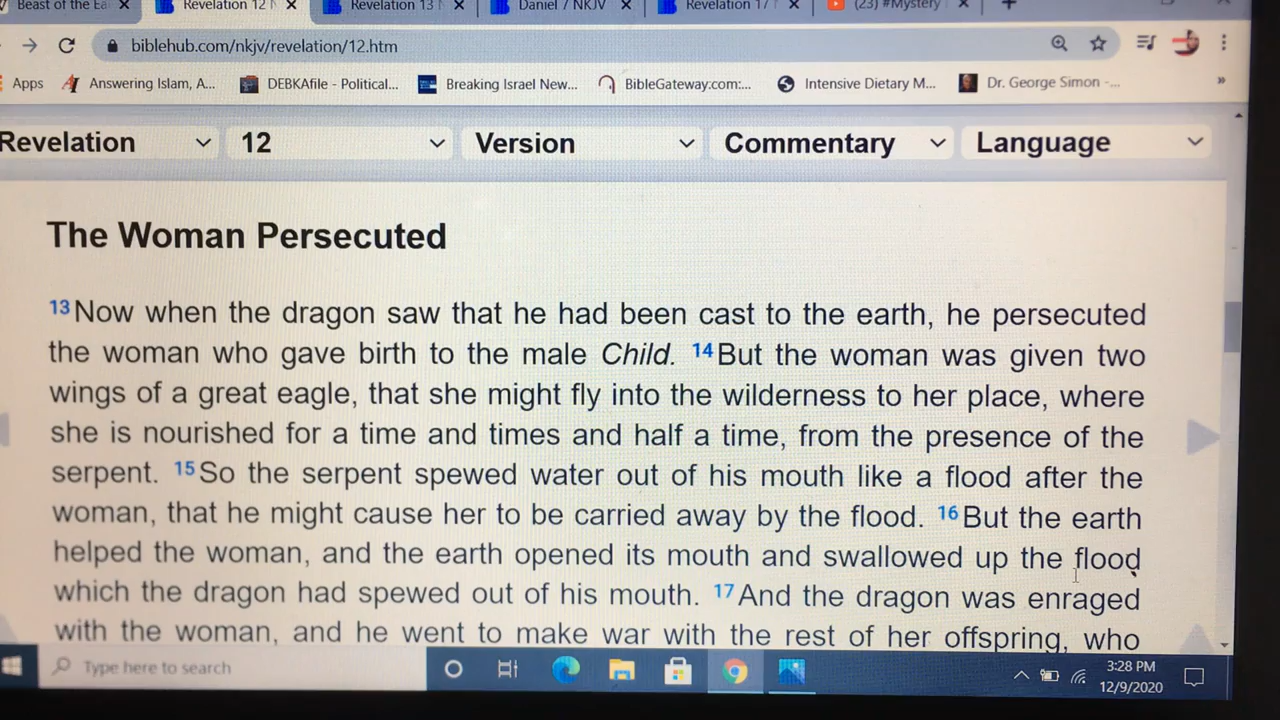 Beast of the Ea
Revelation 12 N
Revelation 13 N
Daniel 7 NKJV
Revelation 17
(23) #Mystery
biblehub.com/nkjv/revelation/12.htm
Apps
Answering Islam, A...
DEBKAfile - Political...
Breaking Israel New...
BibleGateway.com:...
Intensive Dietary M...
Dr. George Simon -...
»
Revelation
12
Version
Commentary
Language
The Woman Persecuted
13 Now when the dragon saw that he had been cast to the earth, he persecuted
the woman who gave birth to the male Child. 14 But the woman was given two
wings of a great eagle, that she might fly into the wilderness to her place, where
she is nourished for a time and times and half a time, from the presence of the
serpent. 15 So the serpent spewed water out of his mouth like a flood after the
woman, that he might cause her to be carried away by the flood. 16 But the earth
helped the woman, and the earth opened its mouth and swallowed up the flood
which the dragon had spewed out of his mouth. 17 And the dragon was enraged
with the woman, and he went to make war with the rest of her offspring, who
Type here to search
3:28 PM
12/9/2020